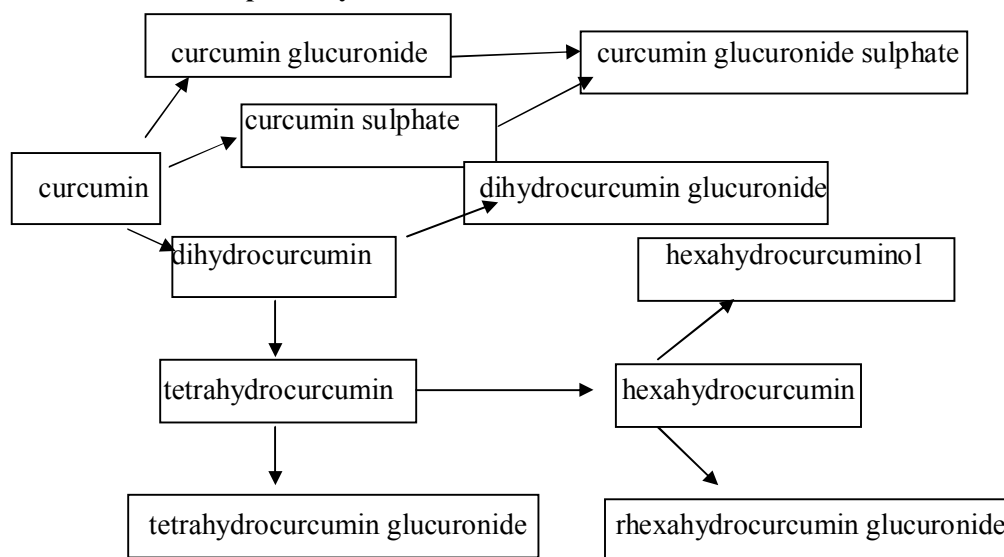 curcumin glucuronide
curcumin glucuronide sulphate
curcumin sulphate
curcumin
dihydrocurcumin glucuronide
dihydrocurcumin
hexahydrocurcuminol
tetrahydrocurcumin
hexahydrocurcumin
tetrahydrocurcumin glucuronide
rhexahydrocurcumin glucuronide